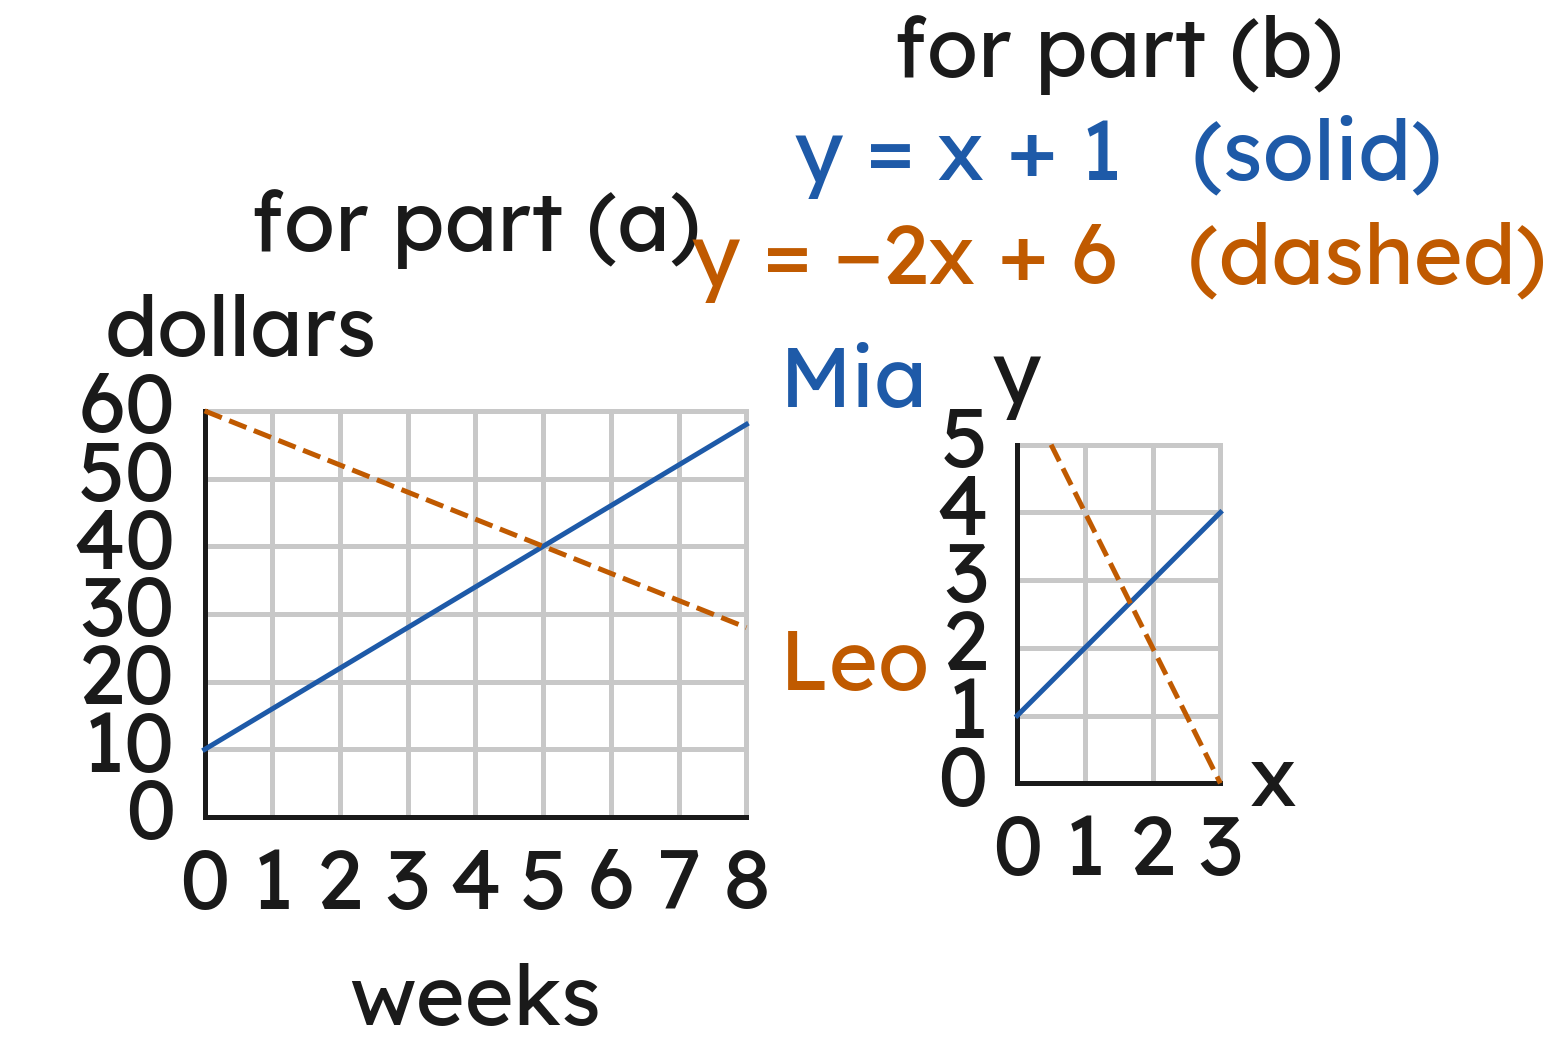 for part (a)
dollars
60
50
40
30
20
10
0
0 1 2 3 4 5 6 7 8
weeks
Mia
Leo
for part (b)
y = x + 1 (solid)
y = −2x + 6 (dashed)
y
5
4
3
2
1
0
x
0 1 2 3